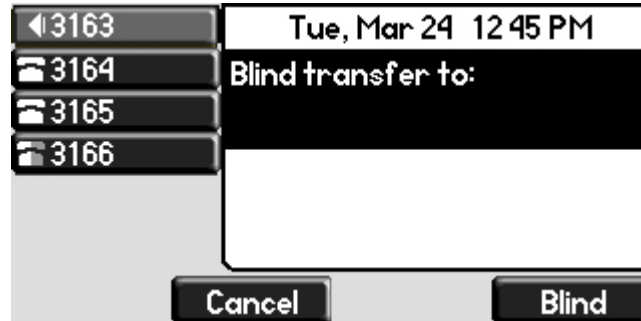 3163
Tue, Mar 24 12 45 PM
3164
Blind transfer to:
3165
3166
Cancel
Blind